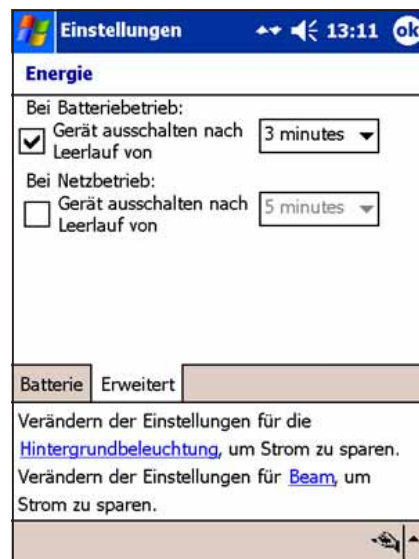 Einstellungen 13:11 ok
Energie
Bei Batteriebetrieb:
Gerät ausschalten nach
Leerlauf von
3 minutes
Bei Netzbetrieb:
Gerät ausschalten nach
Leerlauf von
5 minutes
Batterie Erweitert
Verändern der Einstellungen für die
Hintergrundbeleuchtung, um Strom zu sparen.
Verändern der Einstellungen für Beam, um
Strom zu sparen.